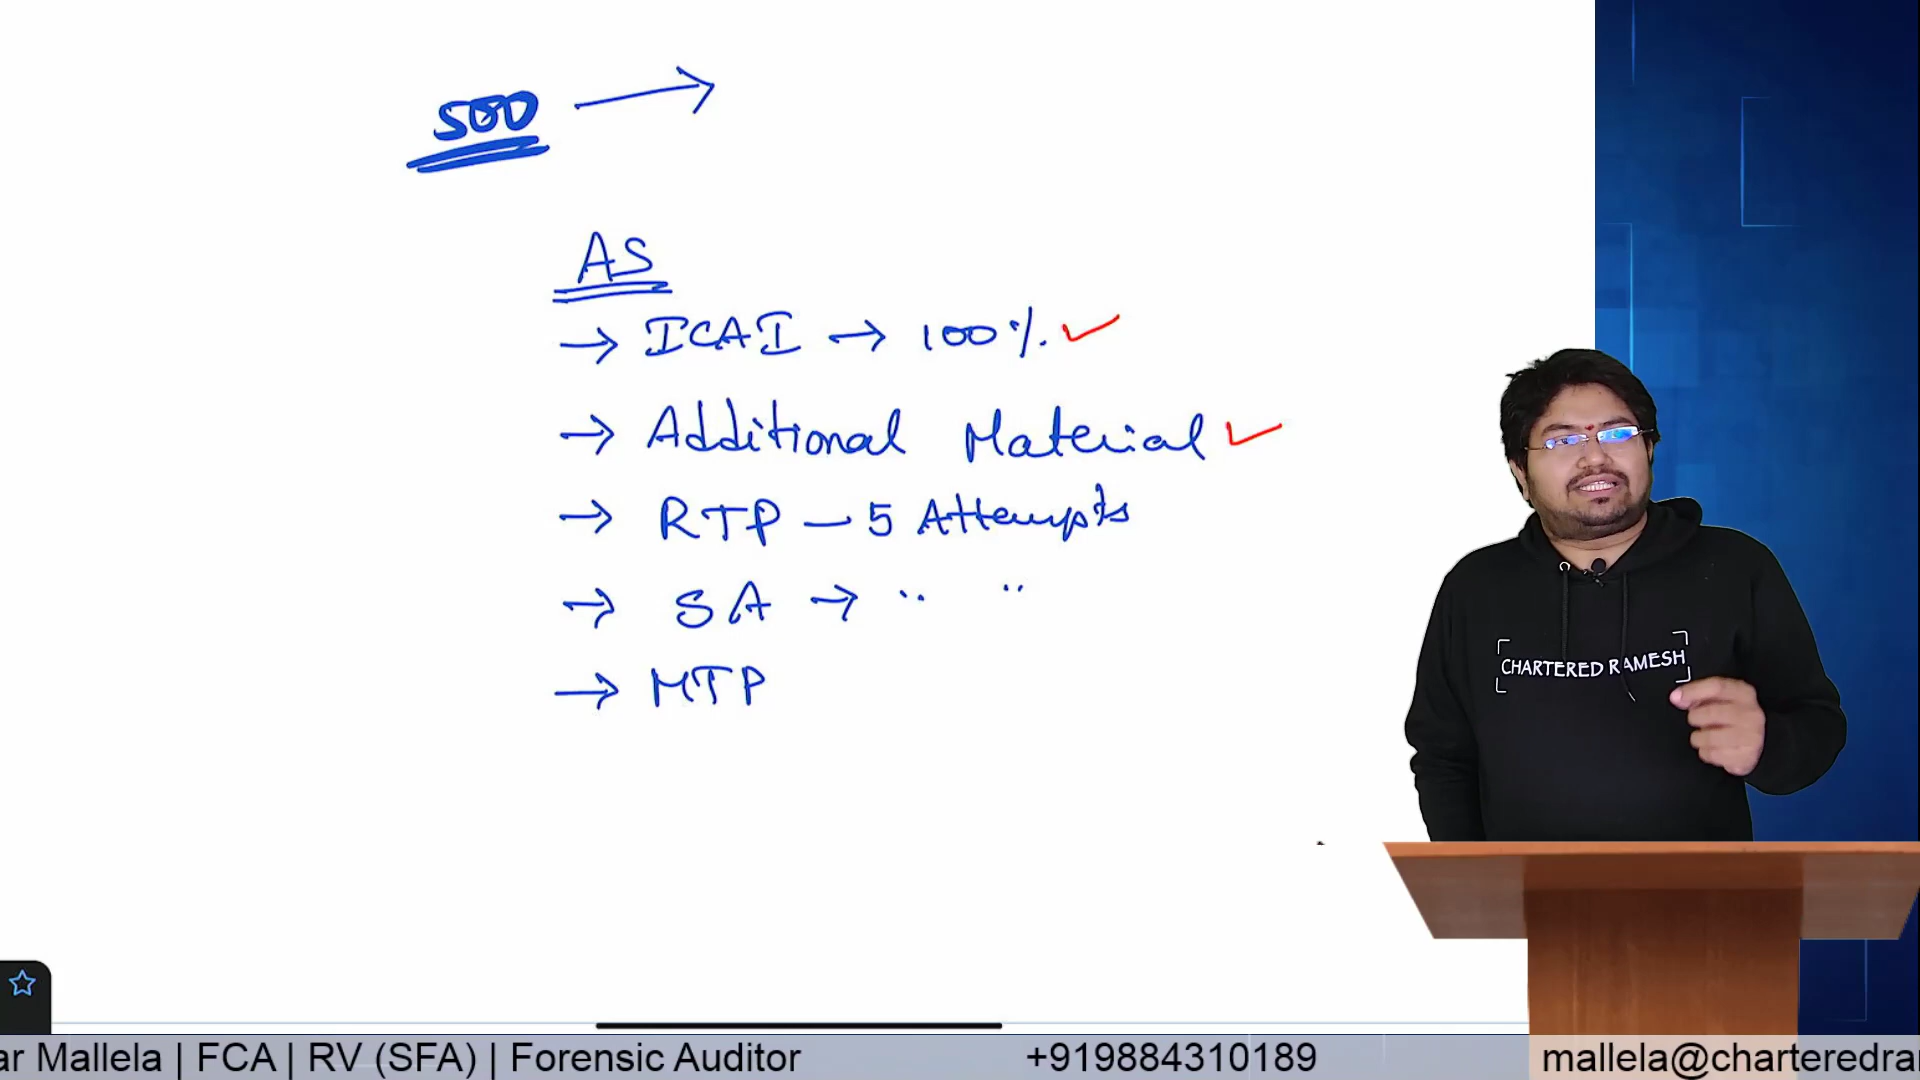 500 →
AS
→ ICAI → 100%. ✓
→ Additional Material ✓
→ RTP – 5 Attempts
→ SA → " "
→ MTP
CHARTERED RAMESH
ar Mallela | FCA | RV (SFA) | Forensic Auditor +919884310189 mallela@charteredra